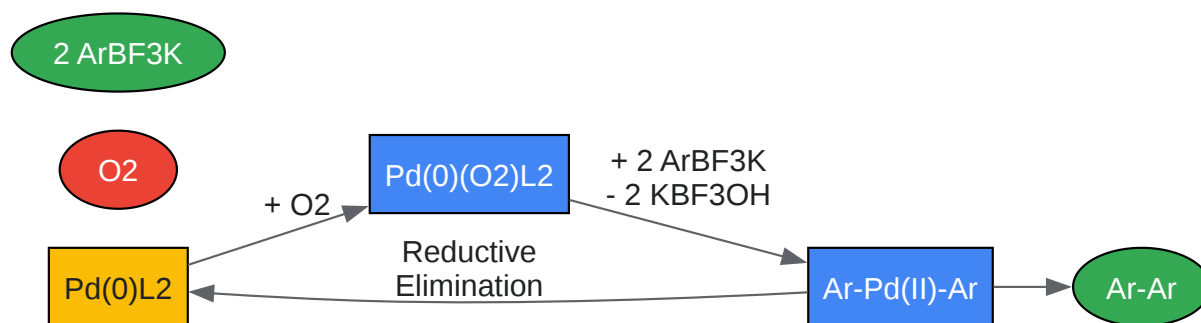 2 ArBF3K
O2
+ O2
Pd(0)(O2)L2
+ 2 ArBF3K
- 2 KBF3OH
Pd(0)L2
Reductive
Elimination
Ar-Pd(II)-Ar
Ar-Ar